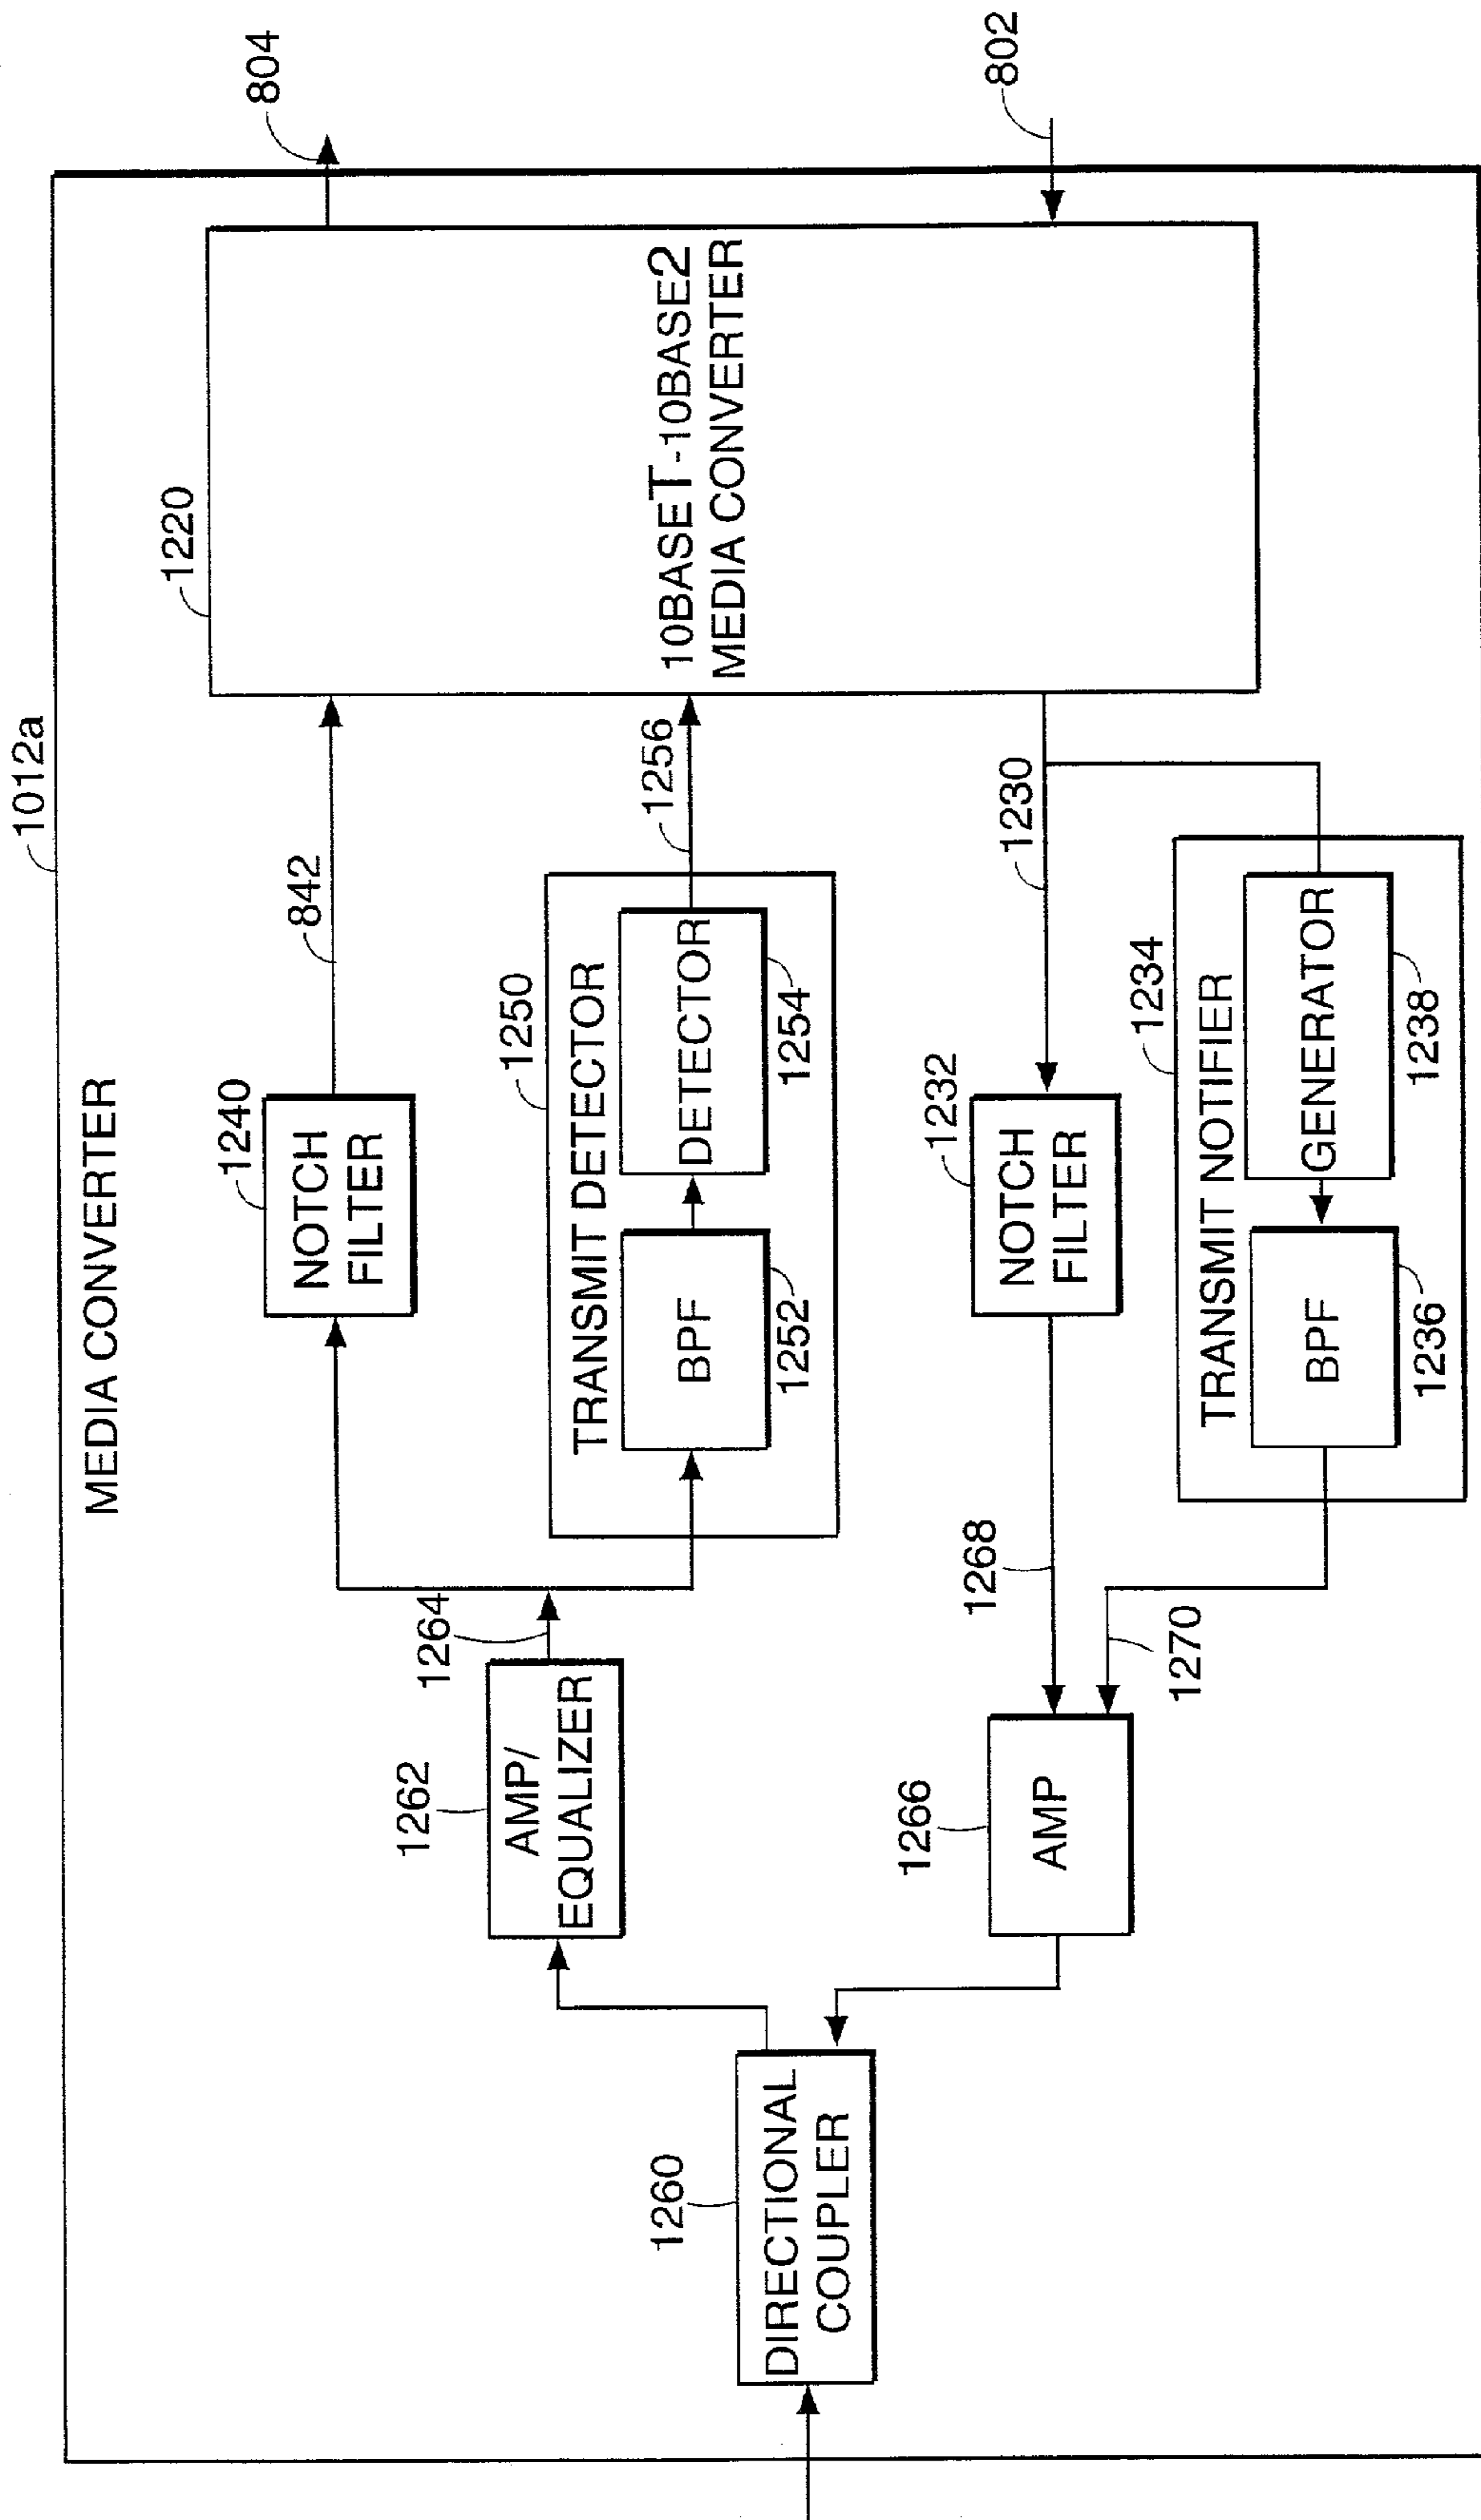 1012a
MEDIA CONVERTER
804
802
1220
10BASET-10BASE2
MEDIA CONVERTER
842
1240
NOTCH
FILTER
1256
1250
TRANSMIT DETECTOR
DETECTOR
1254
BPF
1252
1230
1232
NOTCH
FILTER
1234
TRANSMIT NOTIFIER
GENERATOR
1238
BPF
1236
1264
1262
AMP/
EQUALIZER
1268
1270
1266
AMP
1260
DIRECTIONAL
COUPLER